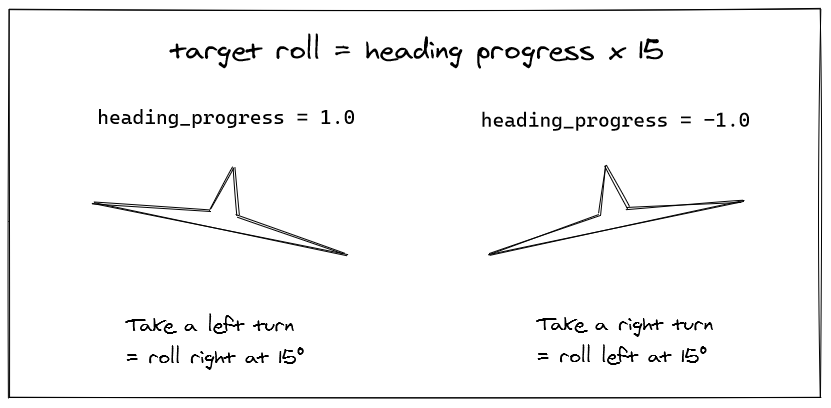 target roll = heading progress x 15
heading_progress = 1.0
heading_progress = -1.0
Take a left turn
= roll right at 15°
Take a right turn
= roll left at 15°